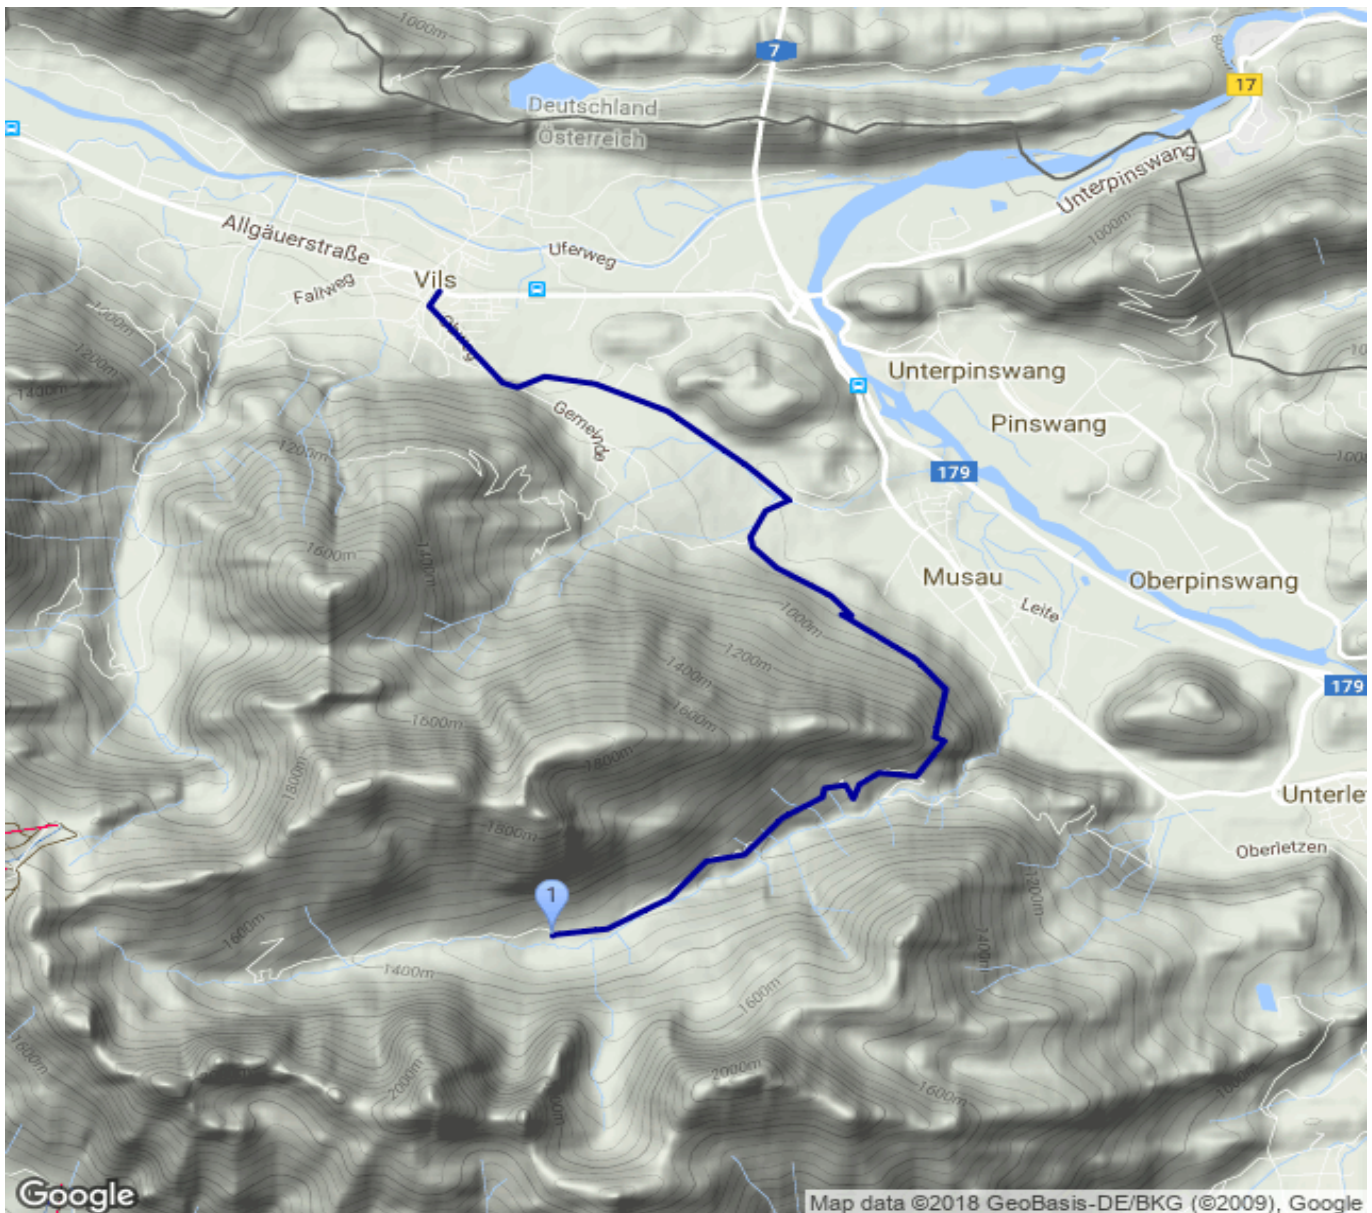 1000m
7
17
Deutschland
Österreich
Unterpinswang
Allgäuerstraße
Uferweg
1000m
Vils
Fallweg
1000m
1200m
1400m
Unterpinswang
Gemeinde
Pinswang
1200m
179
1600m
1400m
Musau
Oberpinswang
Leite
1000m
1200m
1400m
179
1600m
1600m
1800m
1800m
Unterle
1800m
Oberletzen
1
1200m
1600m
1400m
1400m
1600m
1600m
2000m
2000m
1600m
Google
Map data ©2018 GeoBasis-DE/BKG (©2009), Google